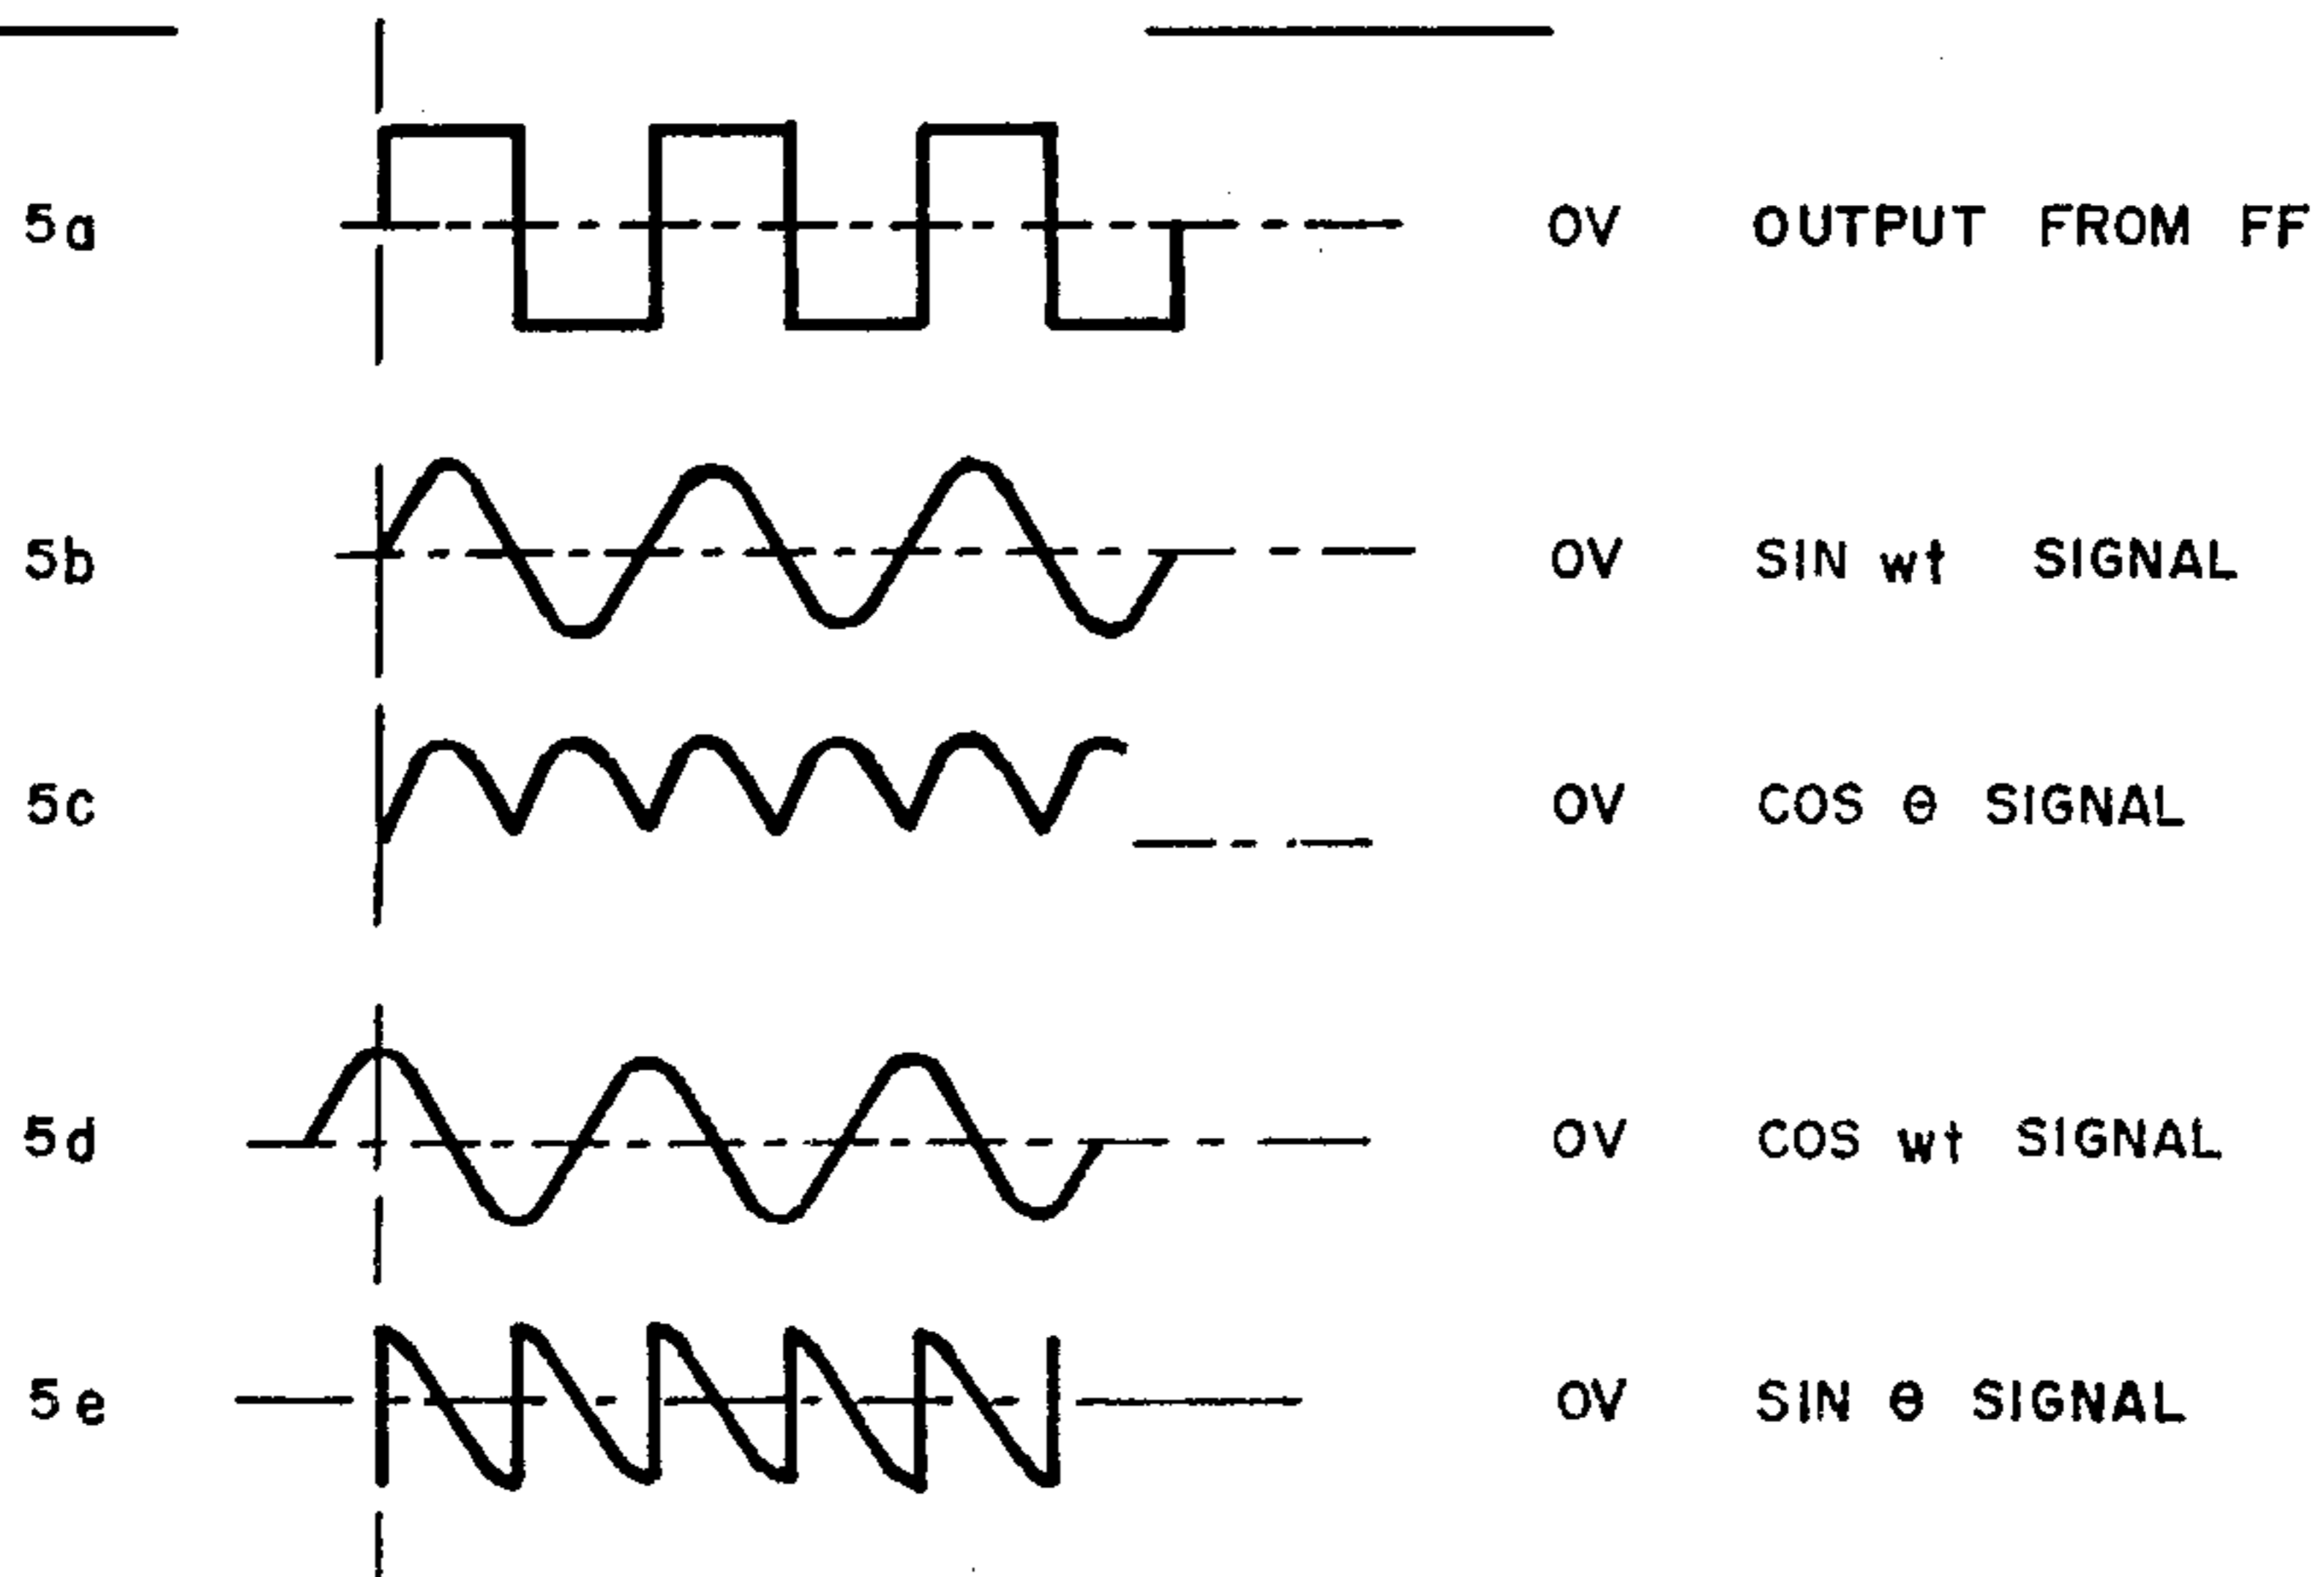 5a OV OUTPUT FROM FF
5b OV SIN wt SIGNAL
5c OV COS Θ SIGNAL
5d OV COS wt SIGNAL
5e OV SIN Θ SIGNAL